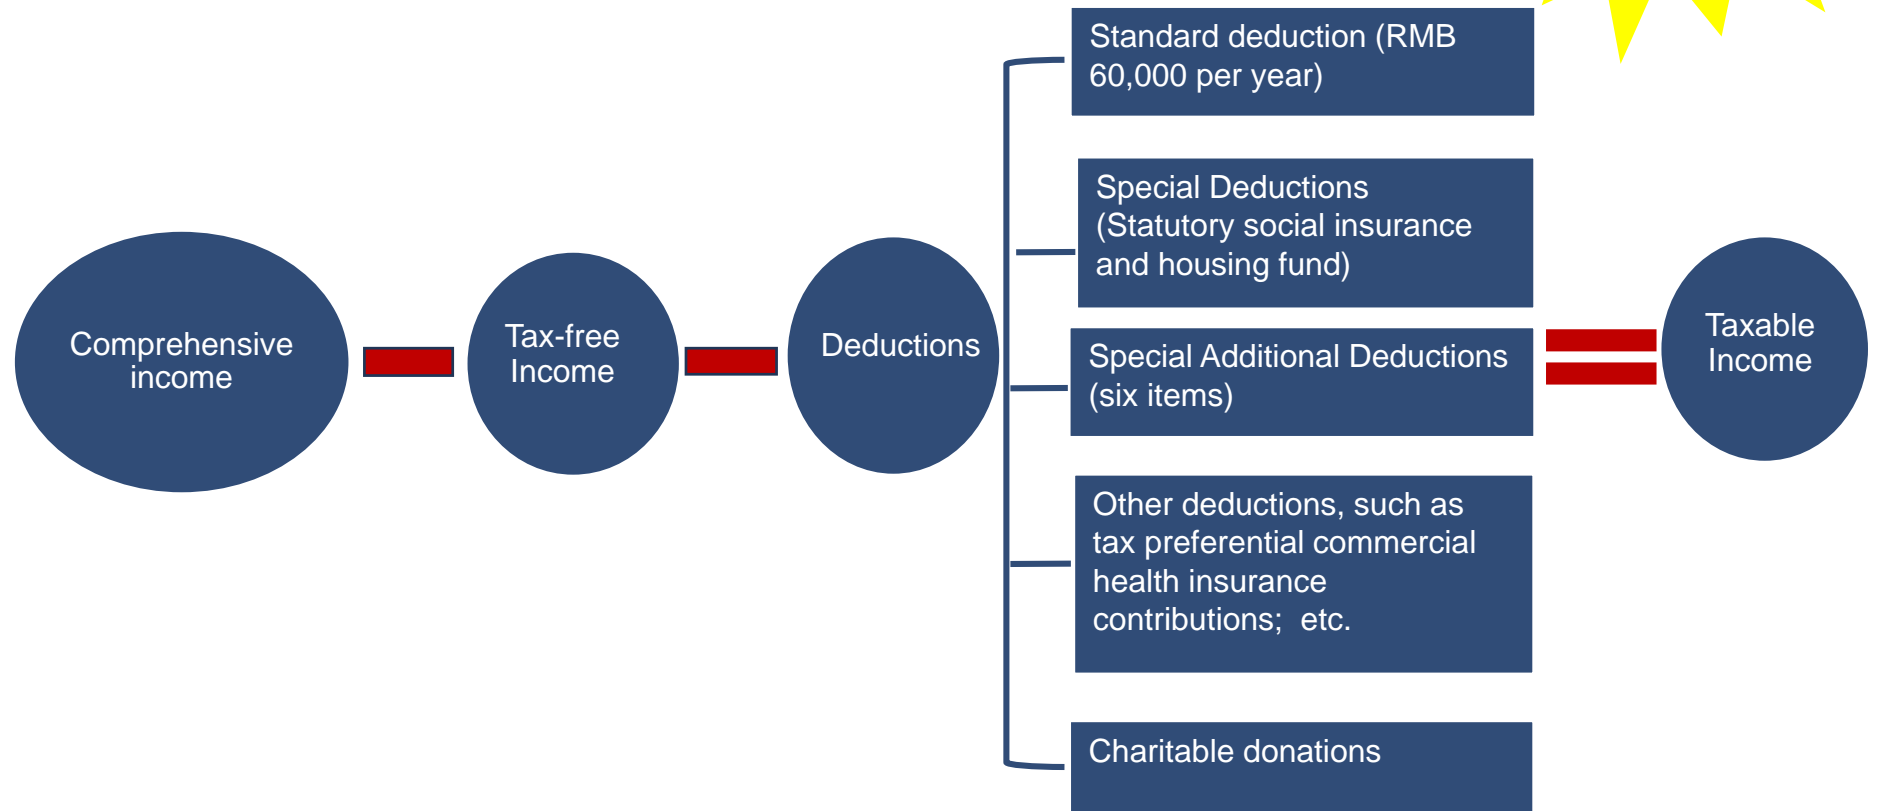 Comprehensive
income
Tax-free
Income
Deductions
Standard deduction (RMB
60,000 per year)
Special Deductions
(Statutory social insurance
and housing fund)
Special Additional Deductions
(six items)
Other deductions, such as
tax preferential commercial
health insurance
contributions;  etc.
Charitable donations
Taxable
Income